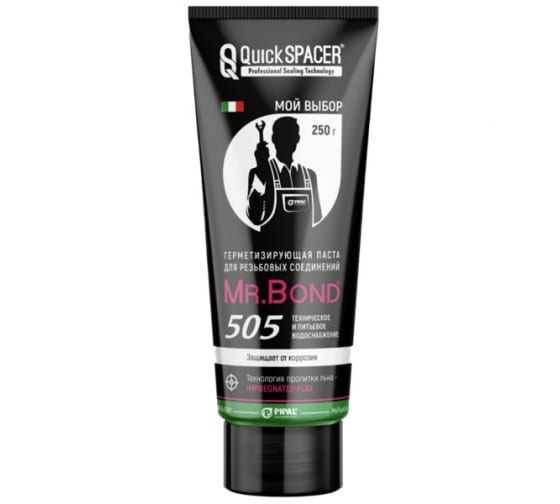 QuickSPACER®
Professional Sealing Technology
МОЙ ВЫБОР
250 г
PIPAL
ГЕРМЕТИЗИРУЮЩАЯ ПАСТА
ДЛЯ РЕЗЬБОВЫХ СОЕДИНЕНИЙ
MR.BOND®
505
ТЕХНИЧЕСКОЕ
И ПИТЬЕВОЕ
ВОДОСНАБЖЕНИЕ
Защищает от коррозии
Технология пропитки льна -
IMPREGNATED FLAX
PIPAL®